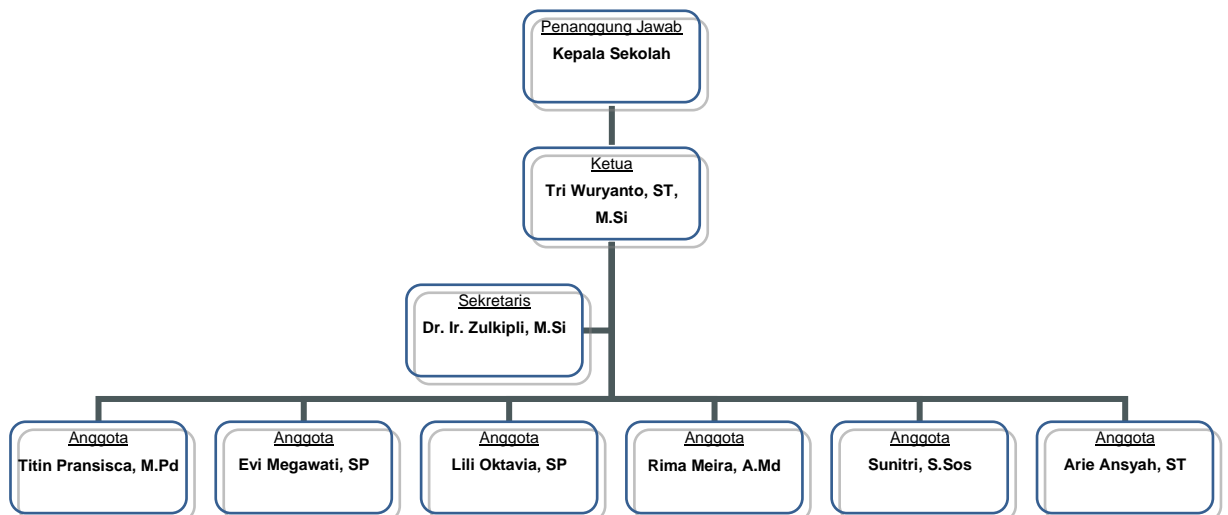 Penanggung Jawab
Kepala Sekolah
Ketua
Tri Wuryanto, ST,
M.Si
Sekretaris
Dr. Ir. Zulkipli, M.Si
Anggota
Titin Pransisca, M.Pd
Anggota
Evi Megawati, SP
Anggota
Lili Oktavia, SP
Anggota
Rima Meira, A.Md
Anggota
Sunitri, S.Sos
Anggota
Arie Ansyah, ST